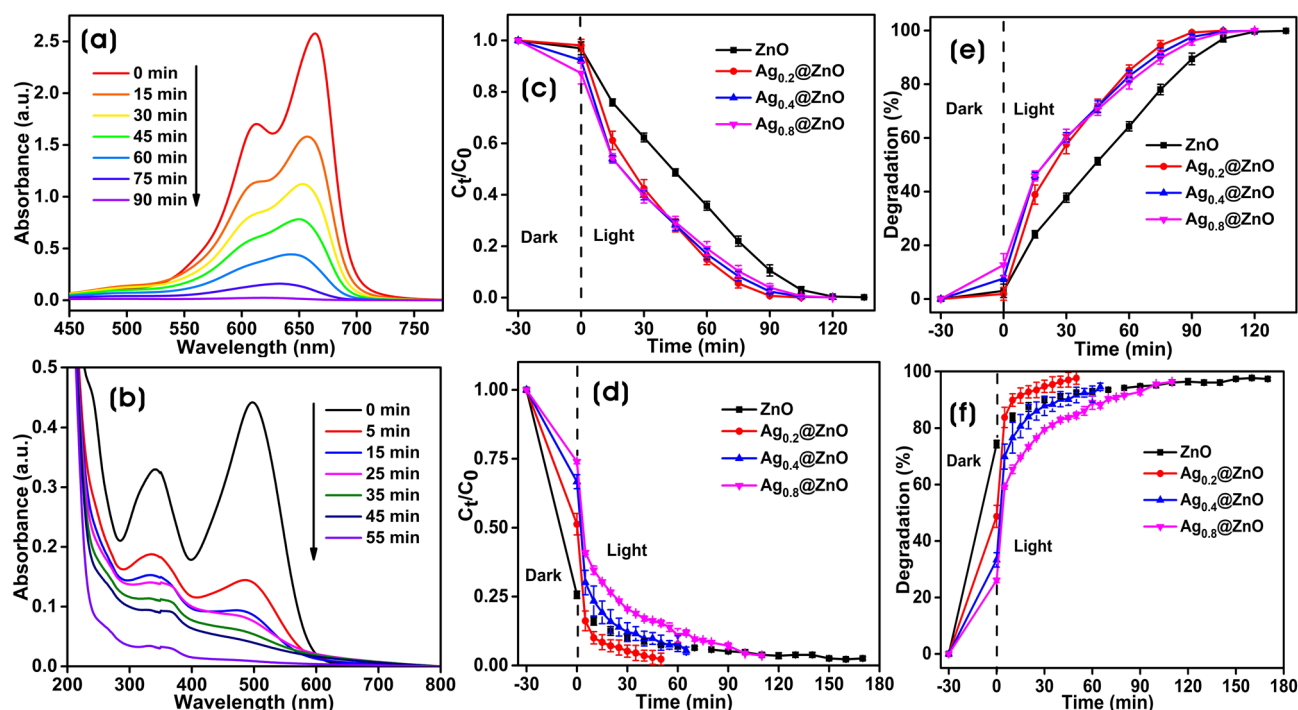 (a)
0 min
15 min
30 min
45 min
60 min
75 min
90 min
Absorbance (a.u.)
2.5
2.0
1.5
1.0
0.5
0.0
450 500 550 600 650 700 750
Wavelength (nm)
(c)
ZnO
Ag0.2@ZnO
Ag0.4@ZnO
Ag0.8@ZnO
Dark
Light
Ct/C0
1.0
0.8
0.6
0.4
0.2
0.0
-30 0 30 60 90 120
Time (min)
(e)
Dark
Light
ZnO
Ag0.2@ZnO
Ag0.4@ZnO
Ag0.8@ZnO
Degradation (%)
100
80
60
40
20
0
-30 0 30 60 90 120
Time (min)
(b)
0 min
5 min
15 min
25 min
35 min
45 min
55 min
Absorbance (a.u.)
0.5
0.4
0.3
0.2
0.1
0.0
200 300 400 500 600 700 800
Wavelength (nm)
(d)
ZnO
Ag0.2@ZnO
Ag0.4@ZnO
Ag0.8@ZnO
Dark
Light
Ct/C0
1.00
0.75
0.50
0.25
0.00
-30 0 30 60 90 120 150 180
Time (min)
(f)
Dark
Light
ZnO
Ag0.2@ZnO
Ag0.4@ZnO
Ag0.8@ZnO
Degradation (%)
100
80
60
40
20
0
-30 0 30 60 90 120 150 180
Time (min)